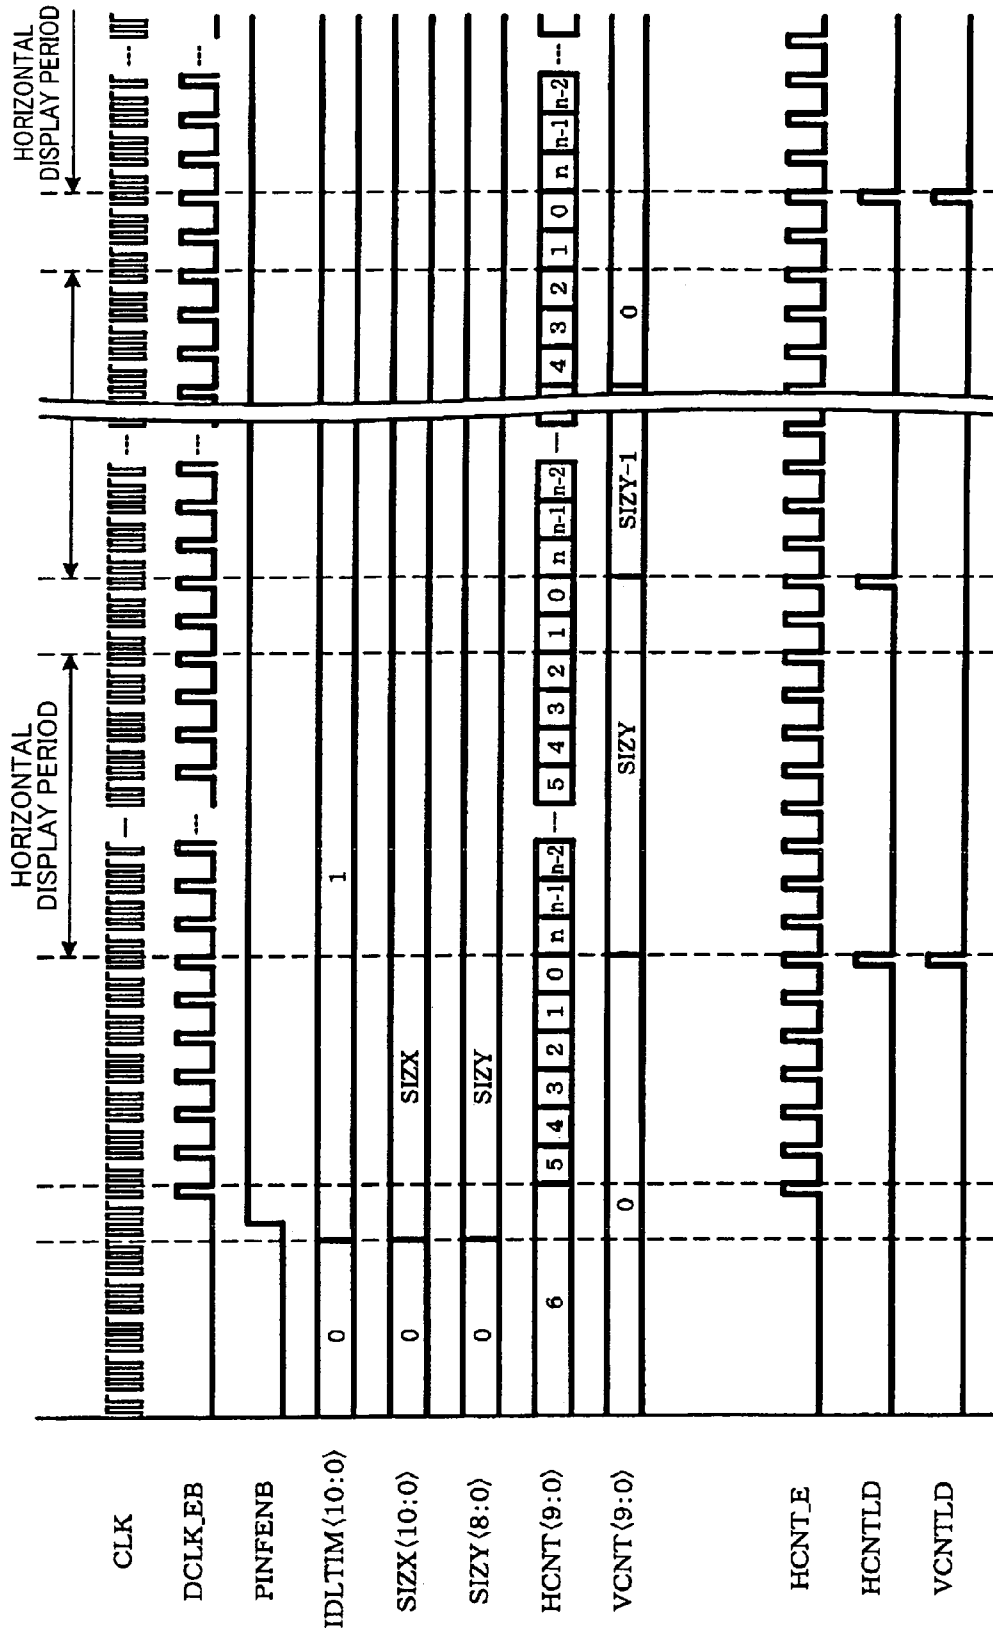 HORIZONTAL
DISPLAY PERIOD
HORIZONTAL
DISPLAY PERIOD
CLK
DCLK_EB
PINFENB
IDLTIM⟨10:0⟩ 0 1
SIZX⟨10:0⟩ 0 SIZX
SIZY⟨8:0⟩ 0 SIZY
HCNT⟨9:0⟩ 6 5 4 3 2 1 0 n n-1 n-2 --- 5 4 3 2 1 0 n n-1 n-2 — 4 3 2 1 0 n n-1 n-2 ---
VCNT⟨9:0⟩ 0 SIZY SIZY-1 0
HCNT_E
HCNTLD
VCNTLD